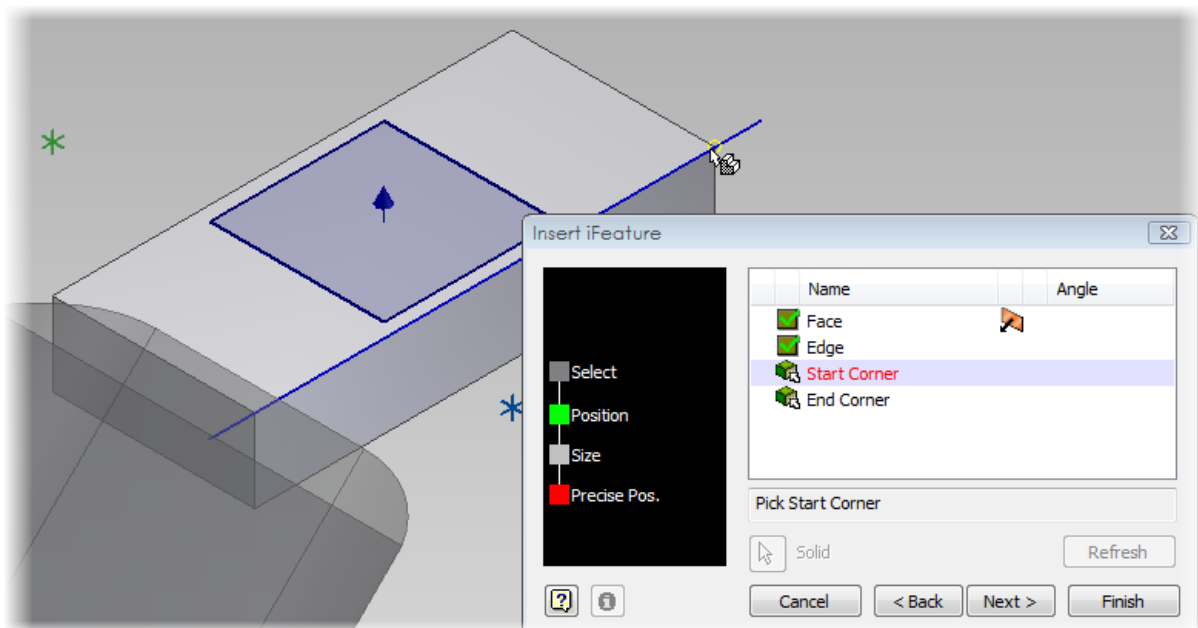 Insert iFeature
Name Angle
Face
Edge
Start Corner
End Corner
Select
Position
Size
Precise Pos.
Pick Start Corner
Solid Refresh
Cancel < Back Next > Finish